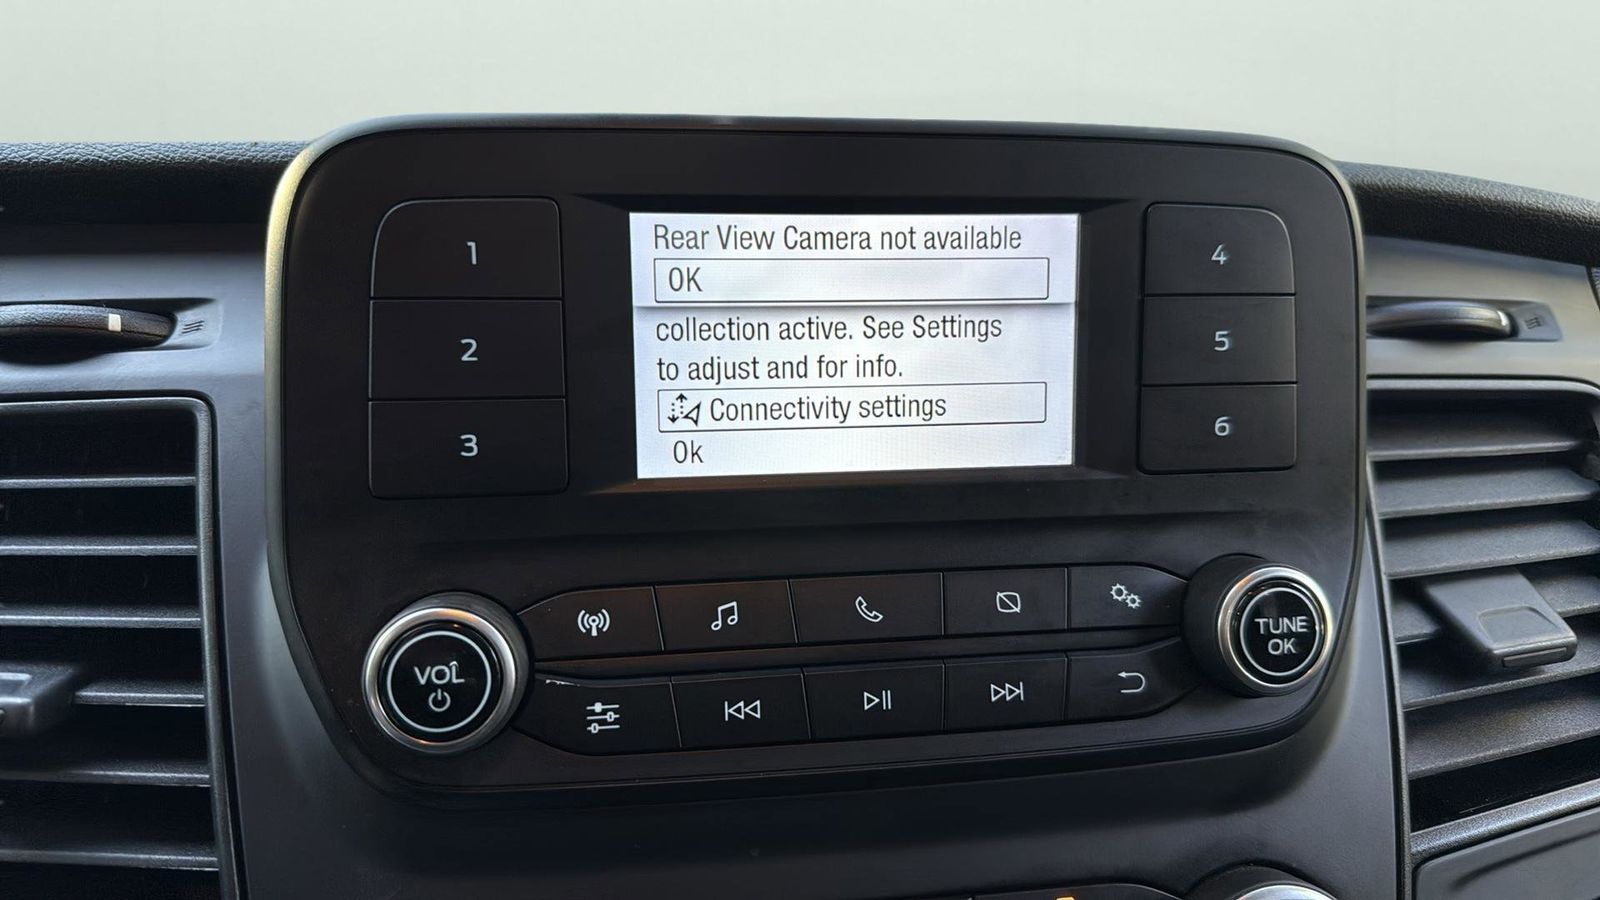 1
2
3
Rear View Camera not available
OK
collection active. See Settings
to adjust and for info.
Connectivity settings
Ok
4
5
6
VOL
TUNE
OK